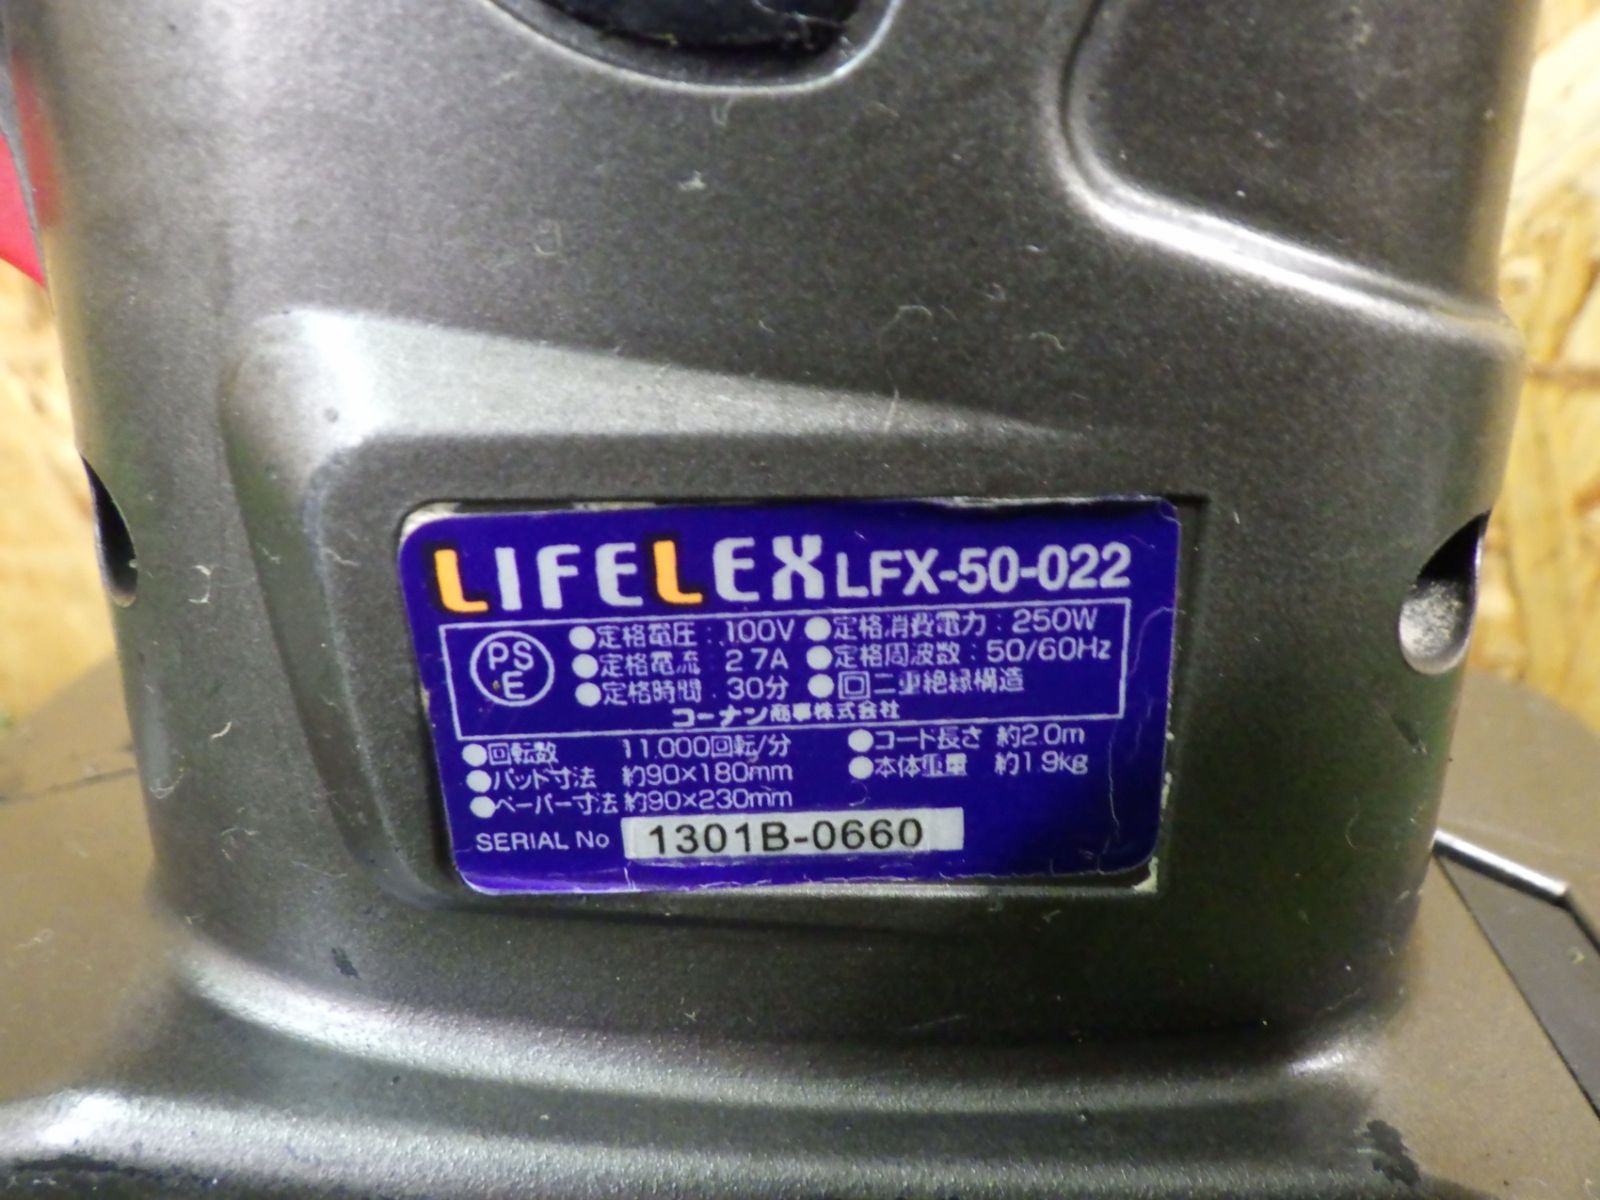 LIFELEX LFX-50-022
PS
E
●定格電圧:100V ●定格消費電力:250W
●定格電流:2.7A ●定格周波数:50/60Hz
●定格時間:30分 ●回二重絶縁構造
コーナン商事株式会社
●回転数 11,000回転/分 ●コード長さ 約2.0m
●パッド寸法 約90×180mm ●本体重量 約1.9kg
●ペーパー寸法 約90×230mm
SERIAL No 1301B-0660